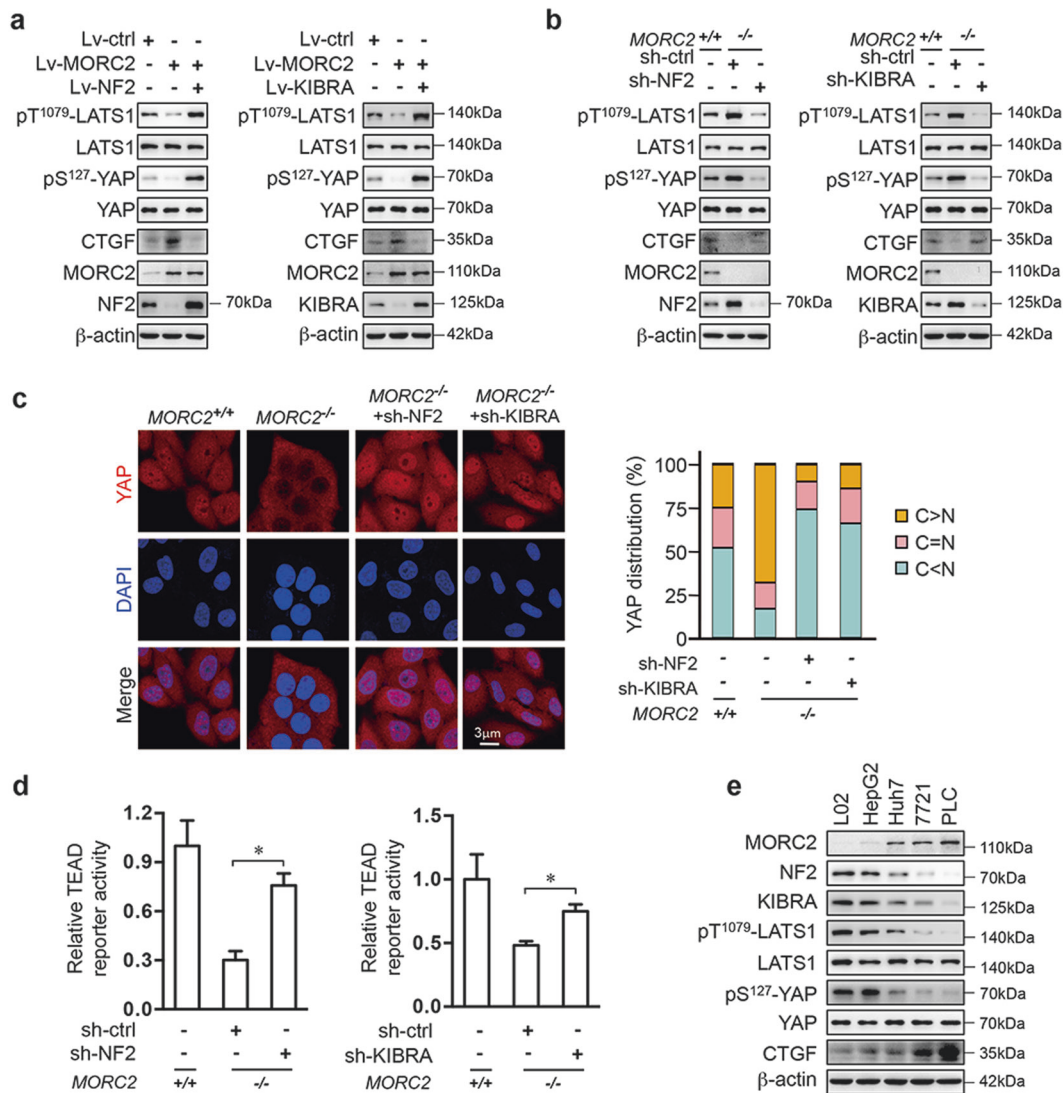 a
Lv-ctrl + - -
Lv-MORC2 - + +
Lv-NF2 - - +
pT1079-LATS1
LATS1
pS127-YAP
YAP
CTGF
MORC2
NF2 70kDa
β-actin
Lv-ctrl + - -
Lv-MORC2 - + +
Lv-KIBRA - - +
pT1079-LATS1 140kDa
LATS1 140kDa
pS127-YAP 70kDa
YAP 70kDa
CTGF 35kDa
MORC2 110kDa
KIBRA 125kDa
β-actin 42kDa
b
MORC2 +/+ -/-
sh-ctrl - + -
sh-NF2 - - +
pT1079-LATS1
LATS1
pS127-YAP
YAP
CTGF
MORC2
NF2 70kDa
β-actin
MORC2 +/+ -/-
sh-ctrl - + -
sh-KIBRA - - +
pT1079-LATS1 140kDa
LATS1 140kDa
pS127-YAP 70kDa
YAP 70kDa
CTGF 35kDa
MORC2 110kDa
KIBRA 125kDa
β-actin 42kDa
c
MORC2+/+ MORC2-/- MORC2-/- +sh-NF2 MORC2-/- +sh-KIBRA
YAP
DAPI
Merge
3μm
YAP distribution (%)
100
75
50
25
0
C>N
C=N
C<N
sh-NF2 - - + -
sh-KIBRA - - - +
MORC2 +/+ -/-
d
Relative TEAD
reporter activity
1.2
0.9
0.6
0.3
0.0
*
sh-ctrl - + -
sh-NF2 - - +
MORC2 +/+ -/-
Relative TEAD
reporter activity
1.5
1.0
0.5
0.0
*
sh-ctrl - + -
sh-KIBRA - - +
MORC2 +/+ -/-
e
L02 HepG2 Huh7 7721 PLC
MORC2 110kDa
NF2 70kDa
KIBRA 125kDa
pT1079-LATS1 140kDa
LATS1 140kDa
pS127-YAP 70kDa
YAP 70kDa
CTGF 35kDa
β-actin 42kDa